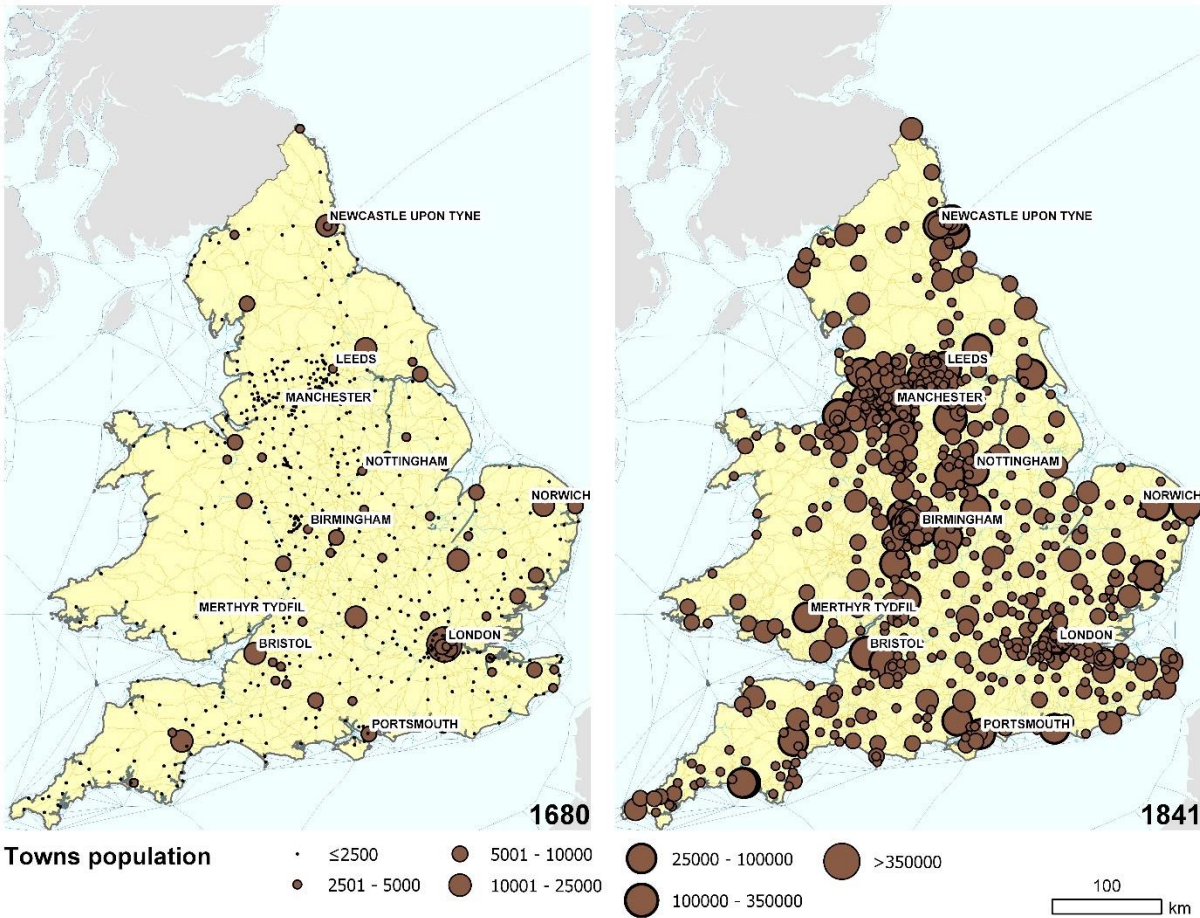 NEWCASTLE UPON TYNE
LEEDS
MANCHESTER
NOTTINGHAM
NORWICH
BIRMINGHAM
MERTHYR TYDFIL
LONDON
BRISTOL
PORTSMOUTH
1680
NEWCASTLE UPON TYNE
LEEDS
MANCHESTER
NOTTINGHAM
NORWICH
BIRMINGHAM
MERTHYR TYDFIL
LONDON
BRISTOL
PORTSMOUTH
1841
Towns population
≤2500
2501 - 5000
5001 - 10000
10001 - 25000
25000 - 100000
100000 - 350000
>350000
100
km